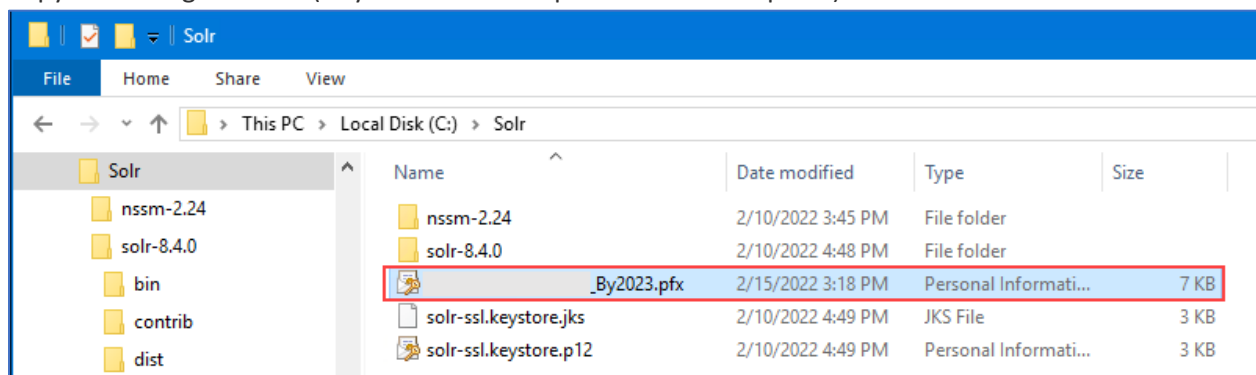 Solr
File Home Share View
This PC > Local Disk (C:) > Solr
Solr
nssm-2.24
solr-8.4.0
bin
contrib
dist
Name Date modified Type Size
nssm-2.24 2/10/2022 3:45 PM File folder
solr-8.4.0 2/10/2022 4:48 PM File folder
_By2023.pfx 2/15/2022 3:18 PM Personal Informati... 7 KB
solr-ssl.keystore.jks 2/10/2022 4:49 PM JKS File 3 KB
solr-ssl.keystore.p12 2/10/2022 4:49 PM Personal Informati... 3 KB